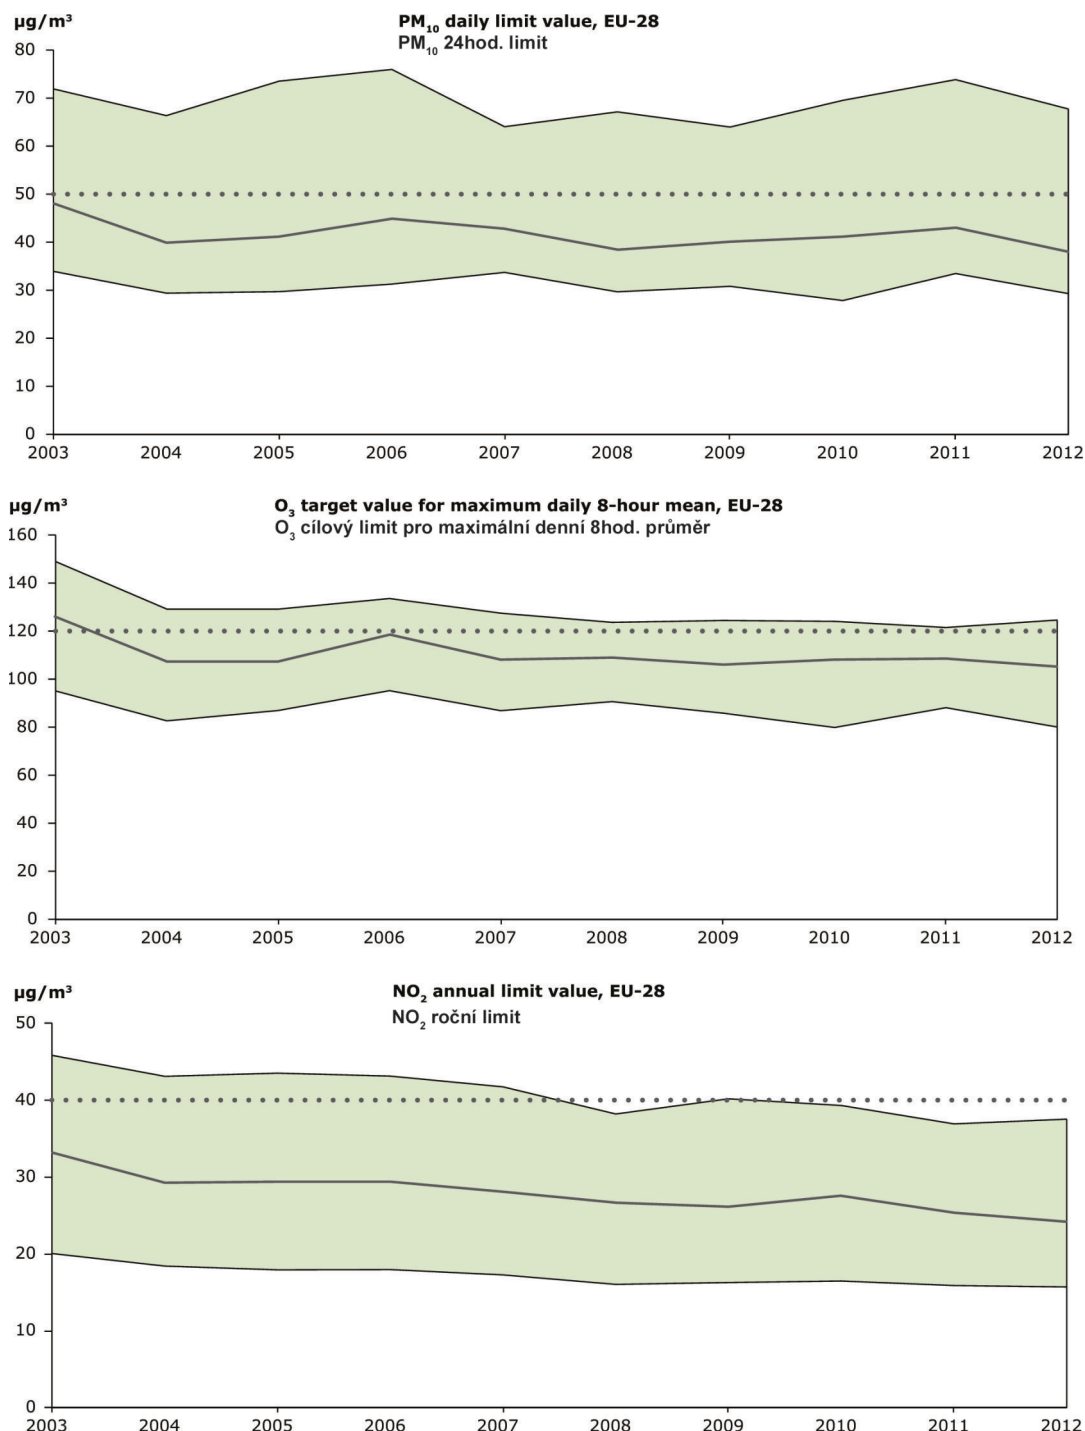 µg/m³
PM₁₀ daily limit value, EU-28
PM₁₀ 24hod. limit
80
70
60
50
40
30
20
10
0
2003 2004 2005 2006 2007 2008 2009 2010 2011 2012
µg/m³
O₃ target value for maximum daily 8-hour mean, EU-28
O₃ cílový limit pro maximální denní 8hod. průměr
160
140
120
100
80
60
40
20
0
2003 2004 2005 2006 2007 2008 2009 2010 2011 2012
µg/m³
NO₂ annual limit value, EU-28
NO₂ roční limit
50
40
30
20
10
0
2003 2004 2005 2006 2007 2008 2009 2010 2011 2012